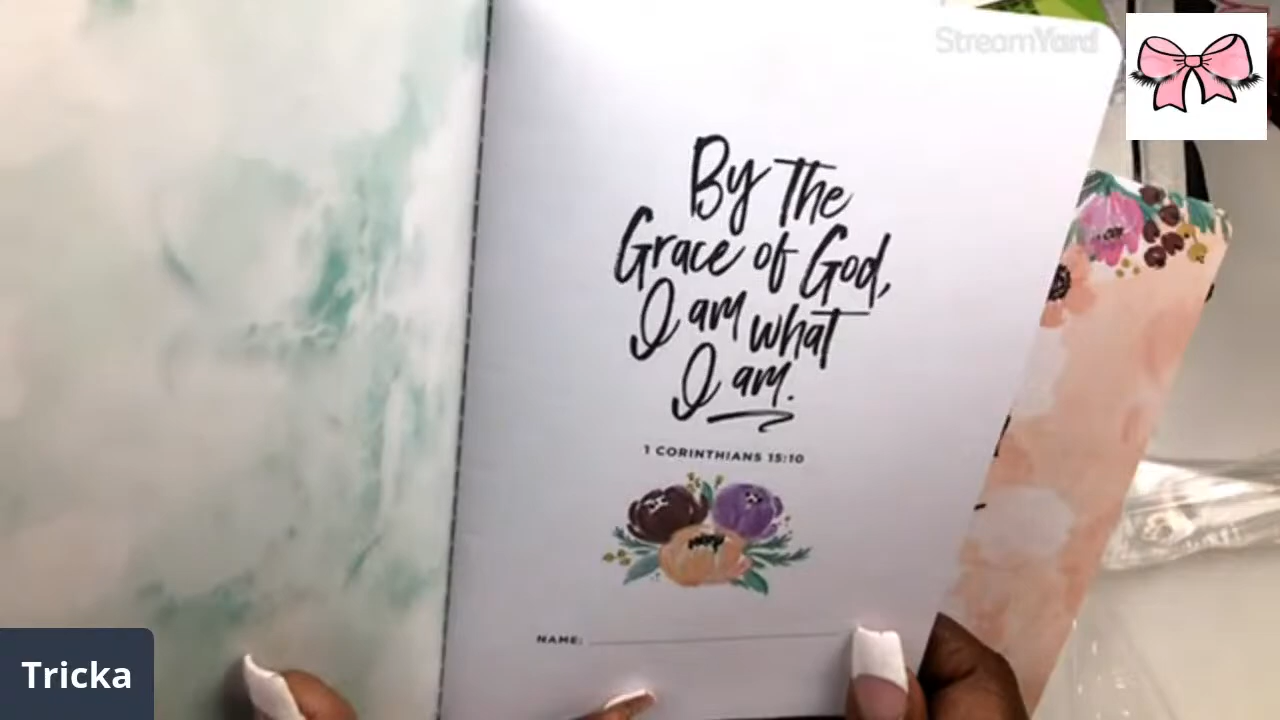 StreamYard
By The
Grace of God,
I am what
I am.
1 CORINTHIANS 15:10
NAME:
Tricka